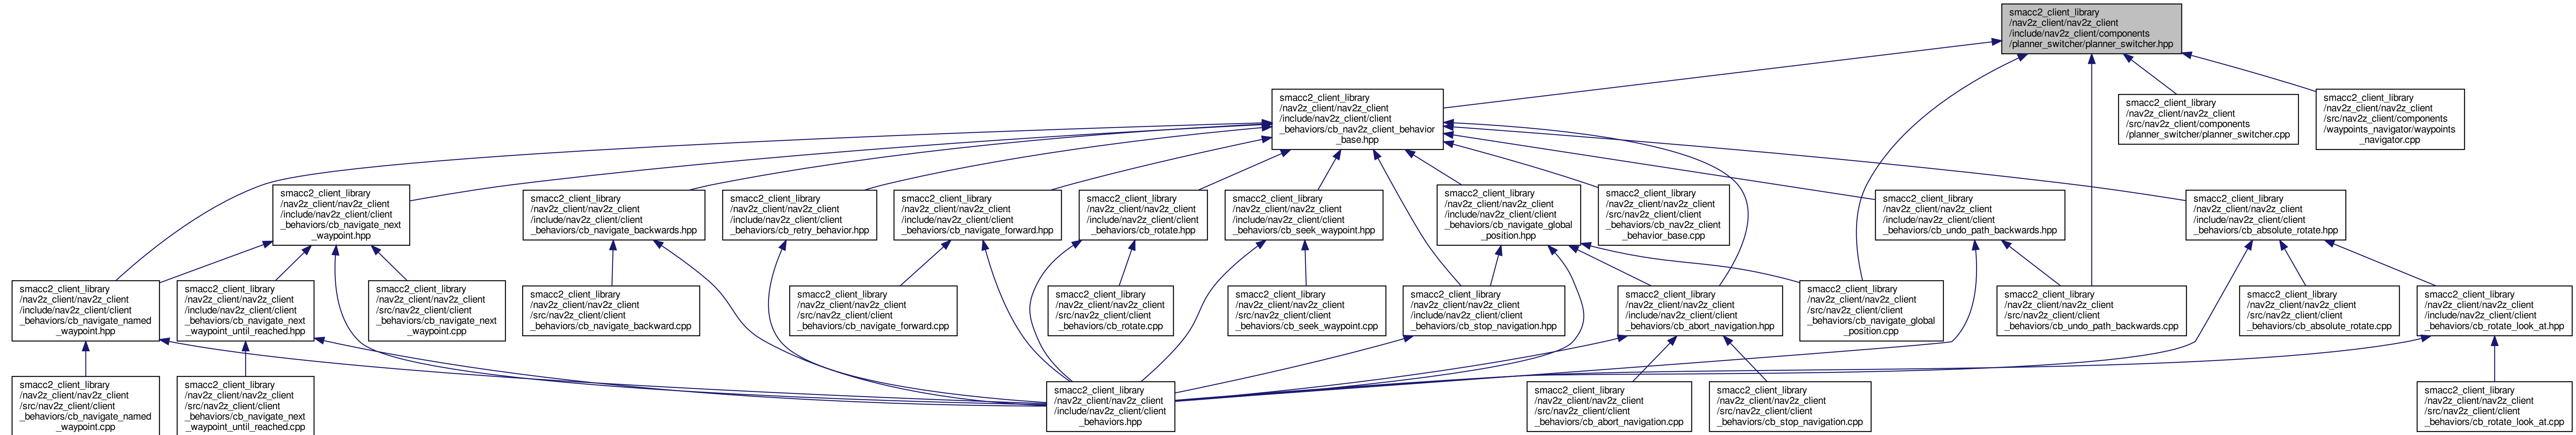 smacc2_client_library
/nav2z_client/nav2z_client
/include/nav2z_client/components
/planner_switcher/planner_switcher.hpp
smacc2_client_library
/nav2z_client/nav2z_client
/include/nav2z_client/client
_behaviors/cb_nav2z_client_behavior
_base.hpp
smacc2_client_library
/nav2z_client/nav2z_client
/src/nav2z_client/components
/planner_switcher/planner_switcher.cpp
smacc2_client_library
/nav2z_client/nav2z_client
/src/nav2z_client/components
/waypoints_navigator/waypoints
_navigator.cpp
smacc2_client_library
/nav2z_client/nav2z_client
/include/nav2z_client/client
_behaviors/cb_navigate_next
_waypoint.hpp
smacc2_client_library
/nav2z_client/nav2z_client
/include/nav2z_client/client
_behaviors/cb_navigate_backwards.hpp
smacc2_client_library
/nav2z_client/nav2z_client
/include/nav2z_client/client
_behaviors/cb_retry_behavior.hpp
smacc2_client_library
/nav2z_client/nav2z_client
/include/nav2z_client/client
_behaviors/cb_navigate_forward.hpp
smacc2_client_library
/nav2z_client/nav2z_client
/include/nav2z_client/client
_behaviors/cb_rotate.hpp
smacc2_client_library
/nav2z_client/nav2z_client
/include/nav2z_client/client
_behaviors/cb_seek_waypoint.hpp
smacc2_client_library
/nav2z_client/nav2z_client
/include/nav2z_client/client
_behaviors/cb_navigate_global
_position.hpp
smacc2_client_library
/nav2z_client/nav2z_client
/src/nav2z_client/client
_behaviors/cb_nav2z_client
_behavior_base.cpp
smacc2_client_library
/nav2z_client/nav2z_client
/include/nav2z_client/client
_behaviors/cb_undo_path_backwards.hpp
smacc2_client_library
/nav2z_client/nav2z_client
/include/nav2z_client/client
_behaviors/cb_absolute_rotate.hpp
smacc2_client_library
/nav2z_client/nav2z_client
/include/nav2z_client/client
_behaviors/cb_navigate_named
_waypoint.hpp
smacc2_client_library
/nav2z_client/nav2z_client
/include/nav2z_client/client
_behaviors/cb_navigate_next
_waypoint_until_reached.hpp
smacc2_client_library
/nav2z_client/nav2z_client
/src/nav2z_client/client
_behaviors/cb_navigate_next
_waypoint.cpp
smacc2_client_library
/nav2z_client/nav2z_client
/src/nav2z_client/client
_behaviors/cb_navigate_backward.cpp
smacc2_client_library
/nav2z_client/nav2z_client
/src/nav2z_client/client
_behaviors/cb_navigate_forward.cpp
smacc2_client_library
/nav2z_client/nav2z_client
/src/nav2z_client/client
_behaviors/cb_rotate.cpp
smacc2_client_library
/nav2z_client/nav2z_client
/src/nav2z_client/client
_behaviors/cb_seek_waypoint.cpp
smacc2_client_library
/nav2z_client/nav2z_client
/include/nav2z_client/client
_behaviors/cb_stop_navigation.hpp
smacc2_client_library
/nav2z_client/nav2z_client
/include/nav2z_client/client
_behaviors/cb_abort_navigation.hpp
smacc2_client_library
/nav2z_client/nav2z_client
/src/nav2z_client/client
_behaviors/cb_navigate_global
_position.cpp
smacc2_client_library
/nav2z_client/nav2z_client
/src/nav2z_client/client
_behaviors/cb_undo_path_backwards.cpp
smacc2_client_library
/nav2z_client/nav2z_client
/src/nav2z_client/client
_behaviors/cb_absolute_rotate.cpp
smacc2_client_library
/nav2z_client/nav2z_client
/include/nav2z_client/client
_behaviors/cb_rotate_look_at.hpp
smacc2_client_library
/nav2z_client/nav2z_client
/src/nav2z_client/client
_behaviors/cb_navigate_named
_waypoint.cpp
smacc2_client_library
/nav2z_client/nav2z_client
/src/nav2z_client/client
_behaviors/cb_navigate_next
_waypoint_until_reached.cpp
smacc2_client_library
/nav2z_client/nav2z_client
/include/nav2z_client/client
_behaviors.hpp
smacc2_client_library
/nav2z_client/nav2z_client
/src/nav2z_client/client
_behaviors/cb_abort_navigation.cpp
smacc2_client_library
/nav2z_client/nav2z_client
/src/nav2z_client/client
_behaviors/cb_stop_navigation.cpp
smacc2_client_library
/nav2z_client/nav2z_client
/src/nav2z_client/client
_behaviors/cb_rotate_look_at.cpp